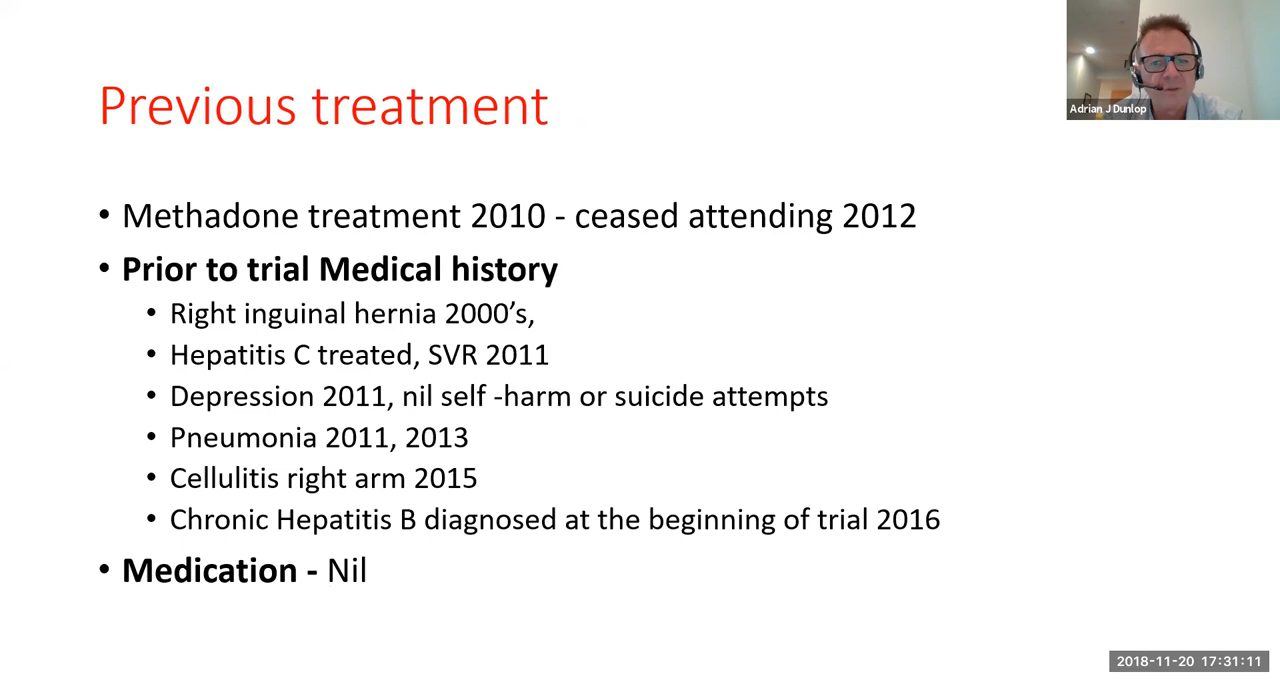 Adrian J Dunlop
Previous treatment
• Methadone treatment 2010 - ceased attending 2012
• Prior to trial Medical history
• Right inguinal hernia 2000’s,
• Hepatitis C treated, SVR 2011
• Depression 2011, nil self -harm or suicide attempts
• Pneumonia 2011, 2013
• Cellulitis right arm 2015
• Chronic Hepatitis B diagnosed at the beginning of trial 2016
• Medication - Nil
2018-11-20 17:31:11